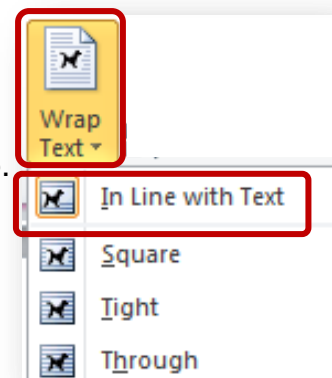 Wrap
Text
In Line with Text
Square
Tight
Through